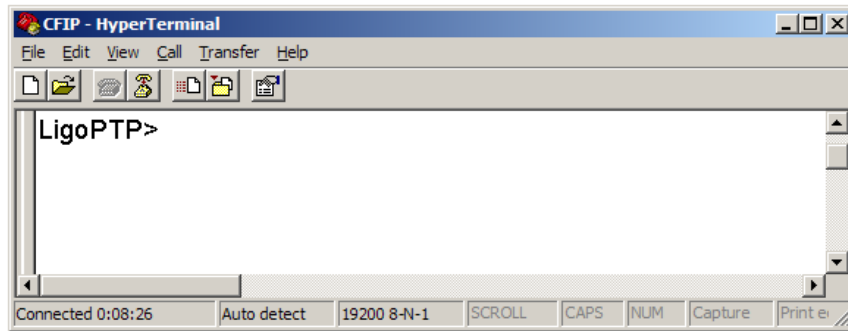 CFIP - HyperTerminal
File Edit View Call Transfer Help
LigoPTP>
Connected 0:08:26 Auto detect 19200 8-N-1 SCROLL CAPS NUM Capture Print e